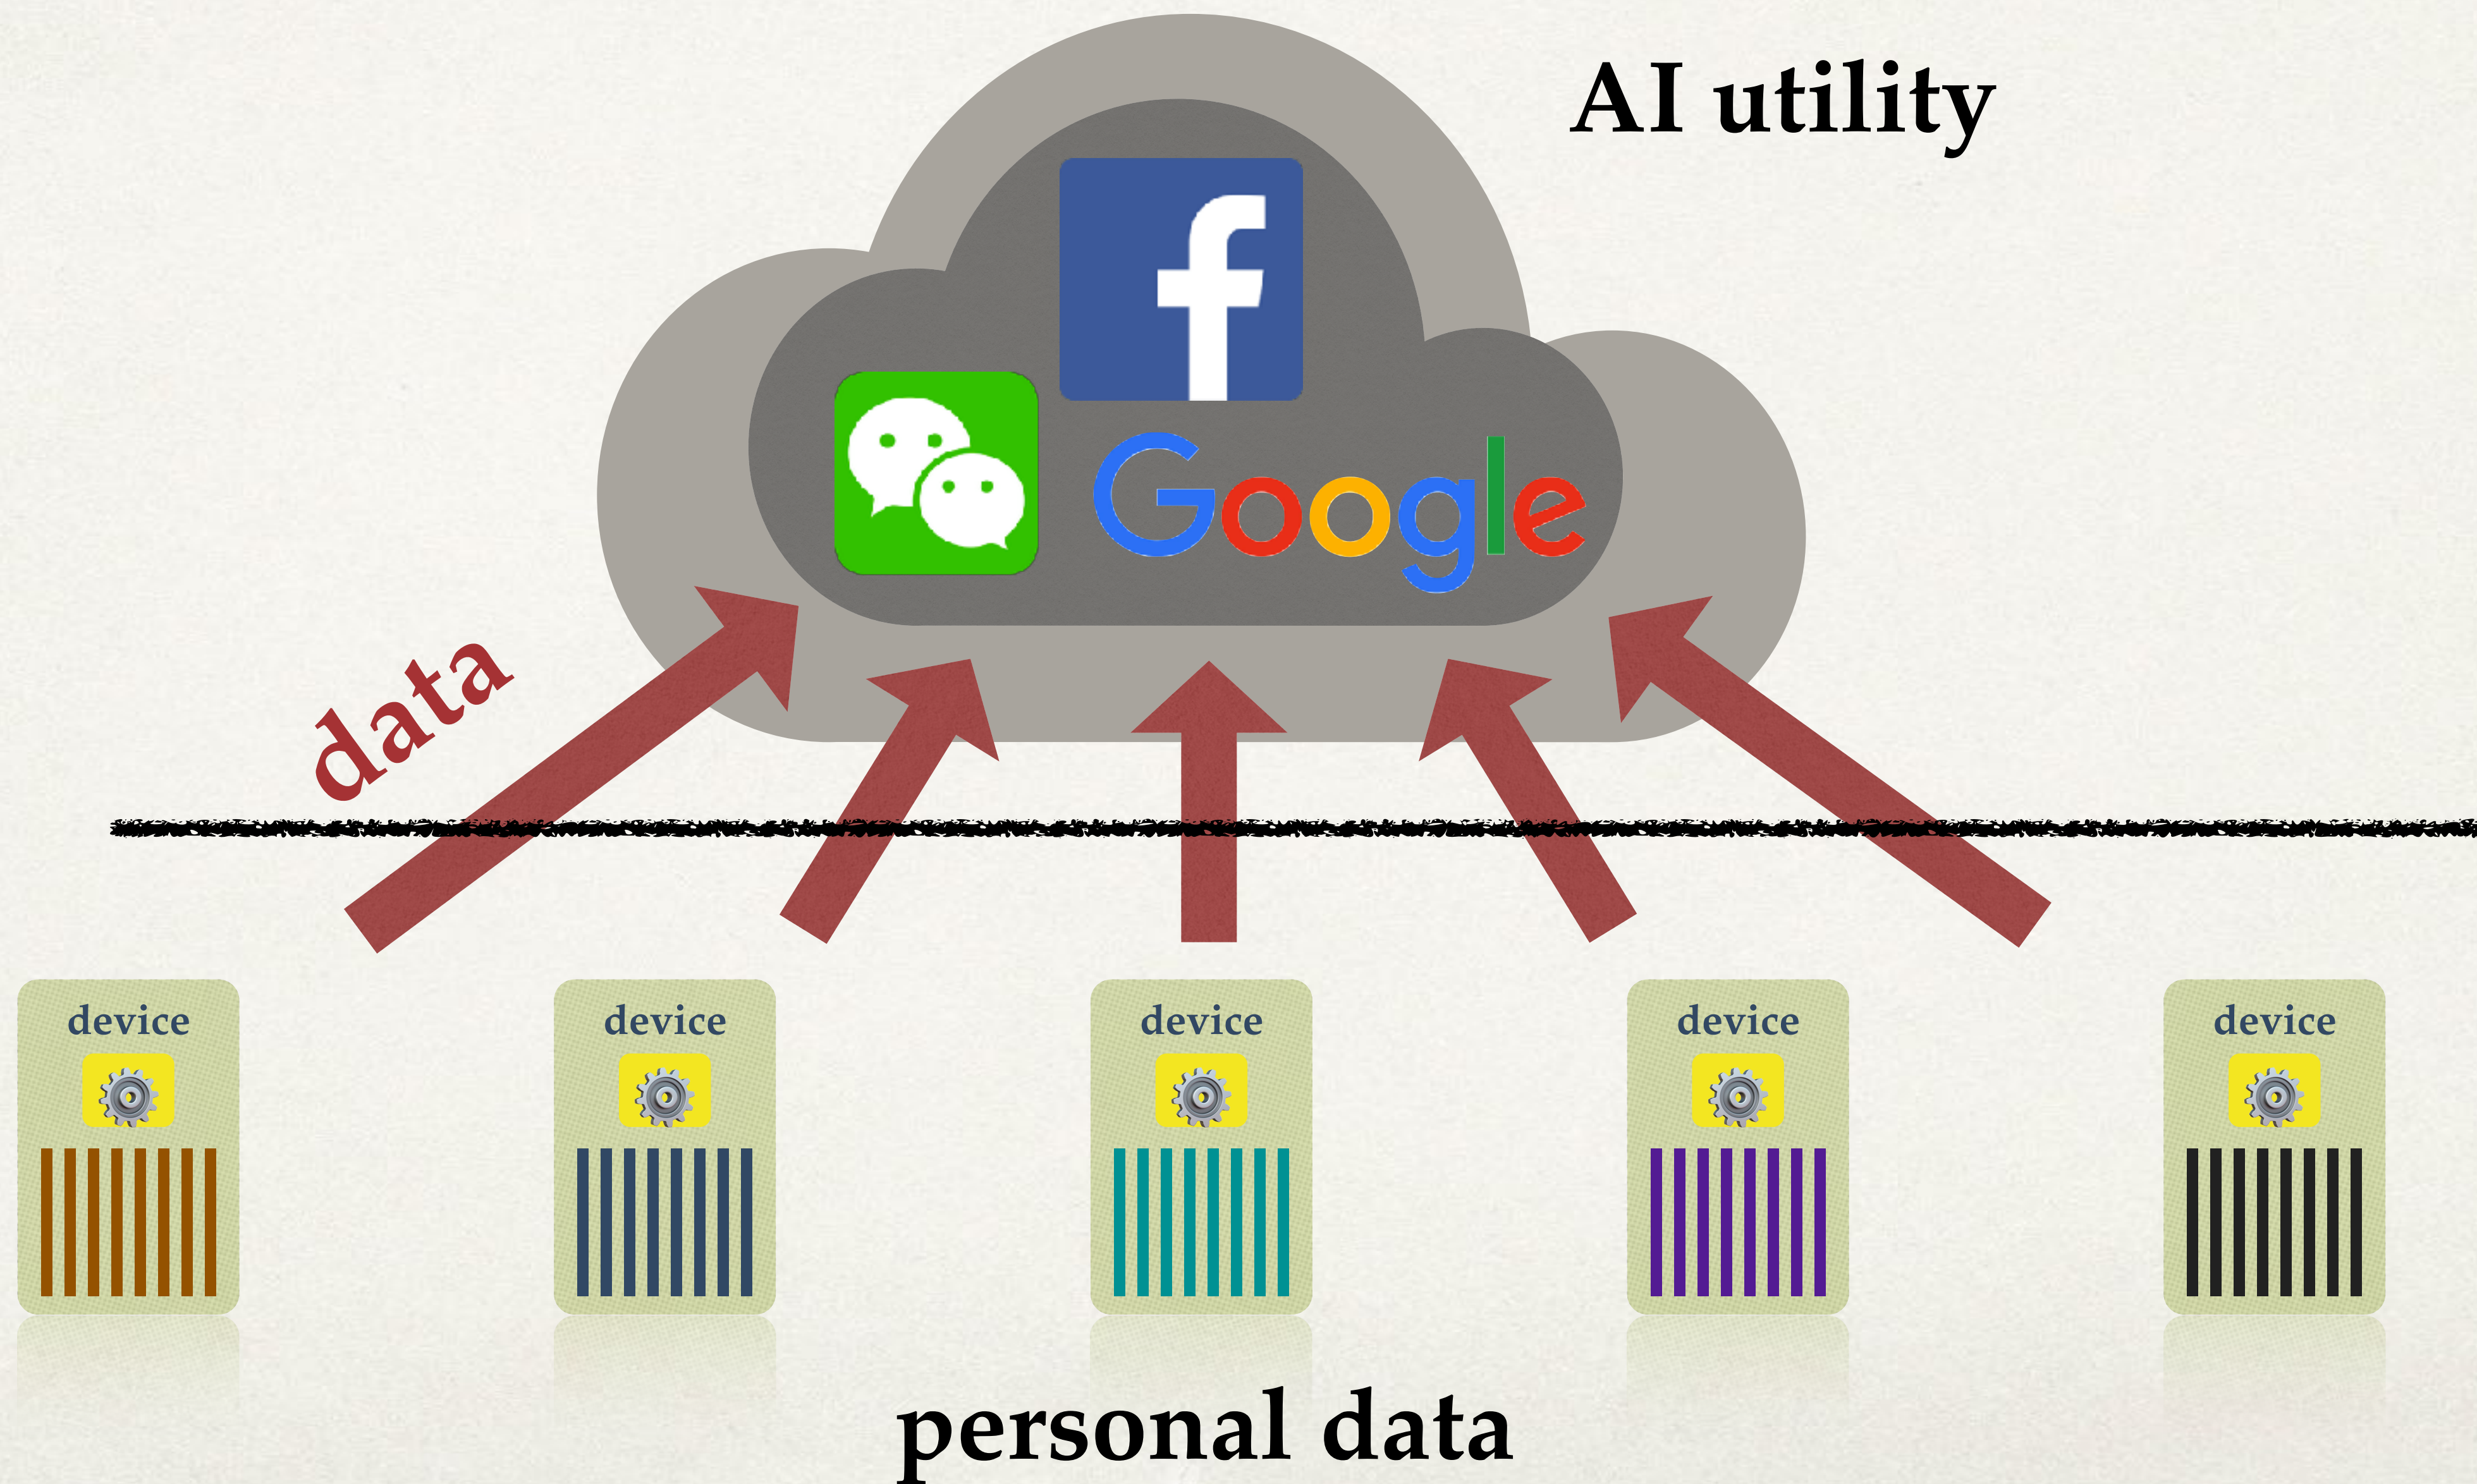 AI utility
f
Google
data
device
device
device
device
device
personal data